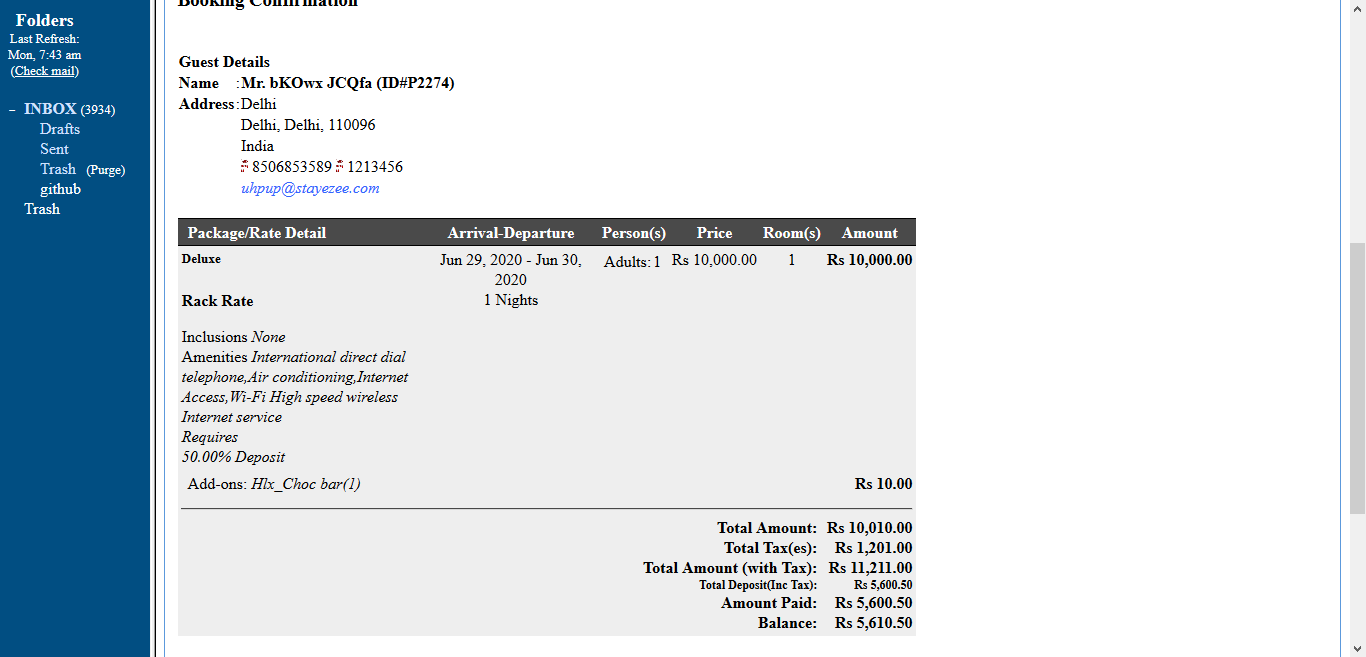 Folders
Last Refresh:
Mon, 7:43 am
(Check mail)
– INBOX (3934)
Drafts
Sent
Trash (Purge)
github
Trash
Booking Confirmation
Guest Details
Name :Mr. bKOwx JCQfa (ID#P2274)
Address:Delhi
Delhi, Delhi, 110096
India
8506853589 1213456
uhpup@stayezee.com
Package/Rate Detail Arrival-Departure Person(s) Price Room(s) Amount
Deluxe Jun 29, 2020 - Jun 30, Adults:1 Rs 10,000.00 1 Rs 10,000.00
2020
Rack Rate 1 Nights
Inclusions None
Amenities International direct dial
telephone,Air conditioning,Internet
Access,Wi-Fi High speed wireless
Internet service
Requires
50.00% Deposit
Add-ons: Hlx_Choc bar(1) Rs 10.00
Total Amount: Rs 10,010.00
Total Tax(es): Rs 1,201.00
Total Amount (with Tax): Rs 11,211.00
Total Deposit(Inc Tax): Rs 5,600.50
Amount Paid: Rs 5,600.50
Balance: Rs 5,610.50